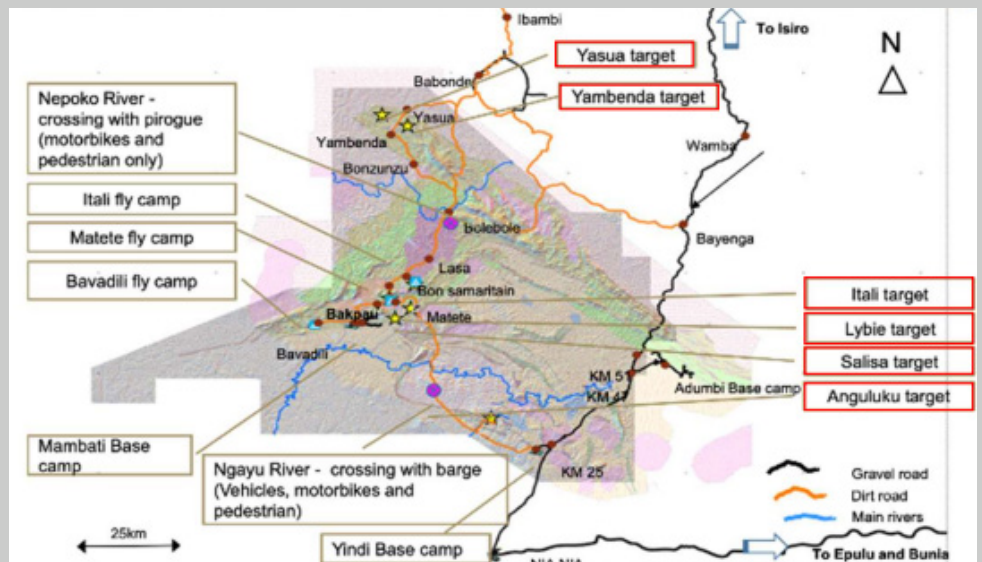 Ibambi
To Isiro
N
Yasua target
Babonde
Nepoko River -
crossing with pirogue
(motorbikes and
pedestrian only)
Yambenda target
Yasua
Yambenda
Wamba
Bonzunzu
Itali fly camp
Matete fly camp
Bolebole
Bayenga
Bavadili fly camp
Lasa
Bon samaritain
Itali target
Bakpau
Matete
Lybie target
Bavadili
Salisa target
KM 51
Adumbi Base camp
KM 47
Anguluku target
Mambati Base
camp
Ngayu River - crossing with barge
(Vehicles, motorbikes and
pedestrian)
KM 25
Gravel road
Dirt road
Main rivers
25km
Yindi Base camp
To Epulu and Bunia
NIA NIA